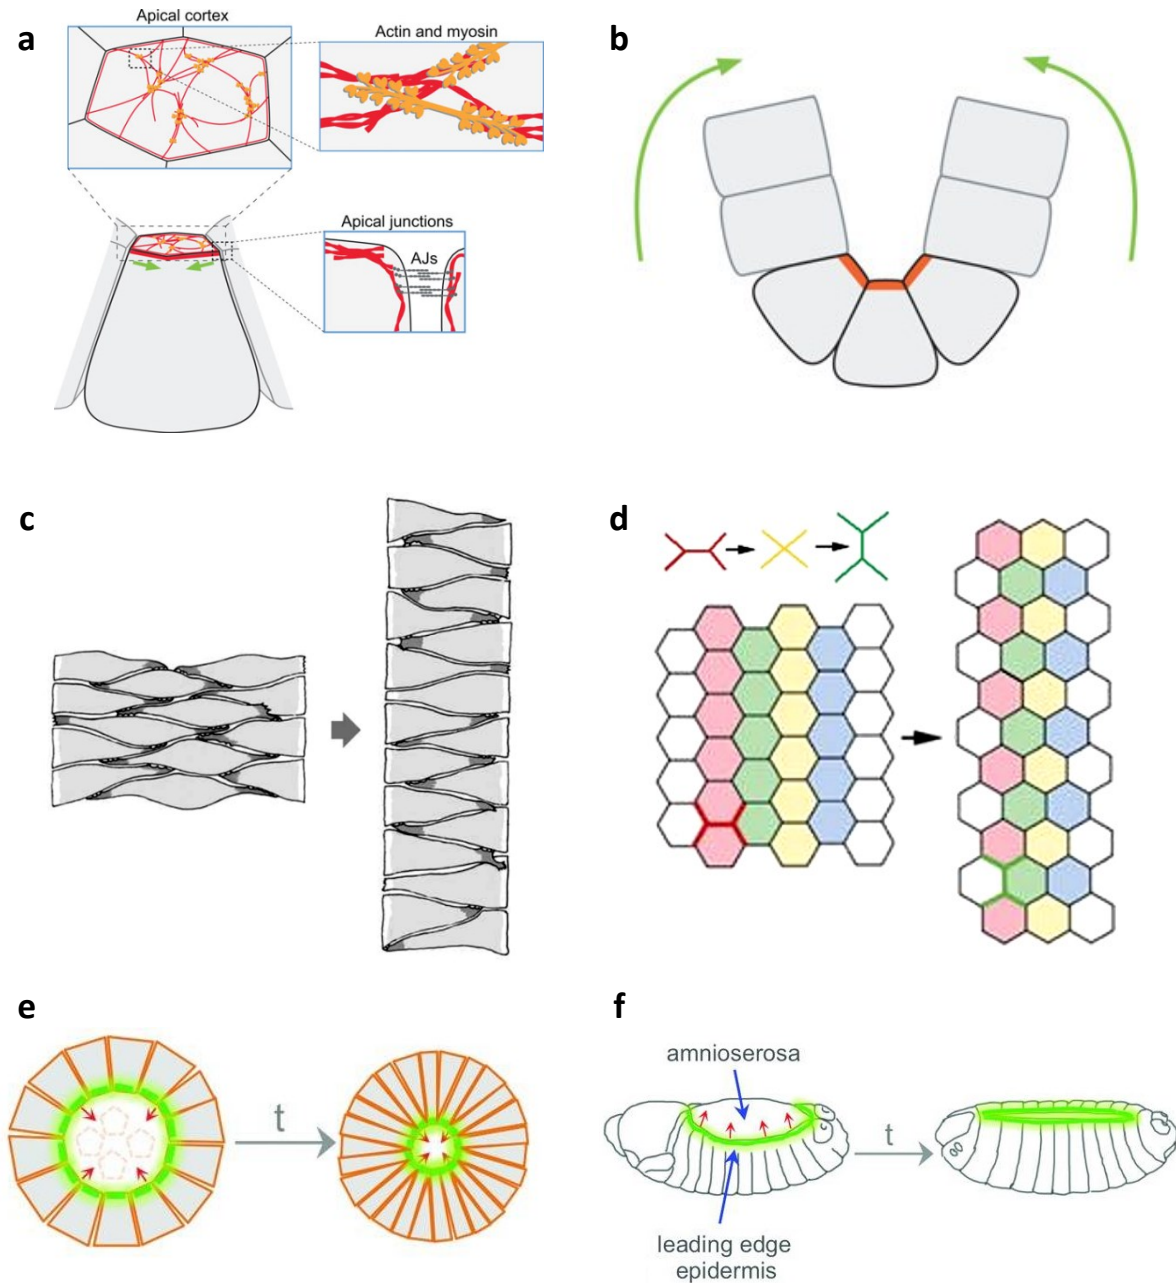 a
Apical cortex
Actin and myosin
Apical junctions
AJs
b
c
d
e
t
f
amnioserosa
t
leading edge
epidermis